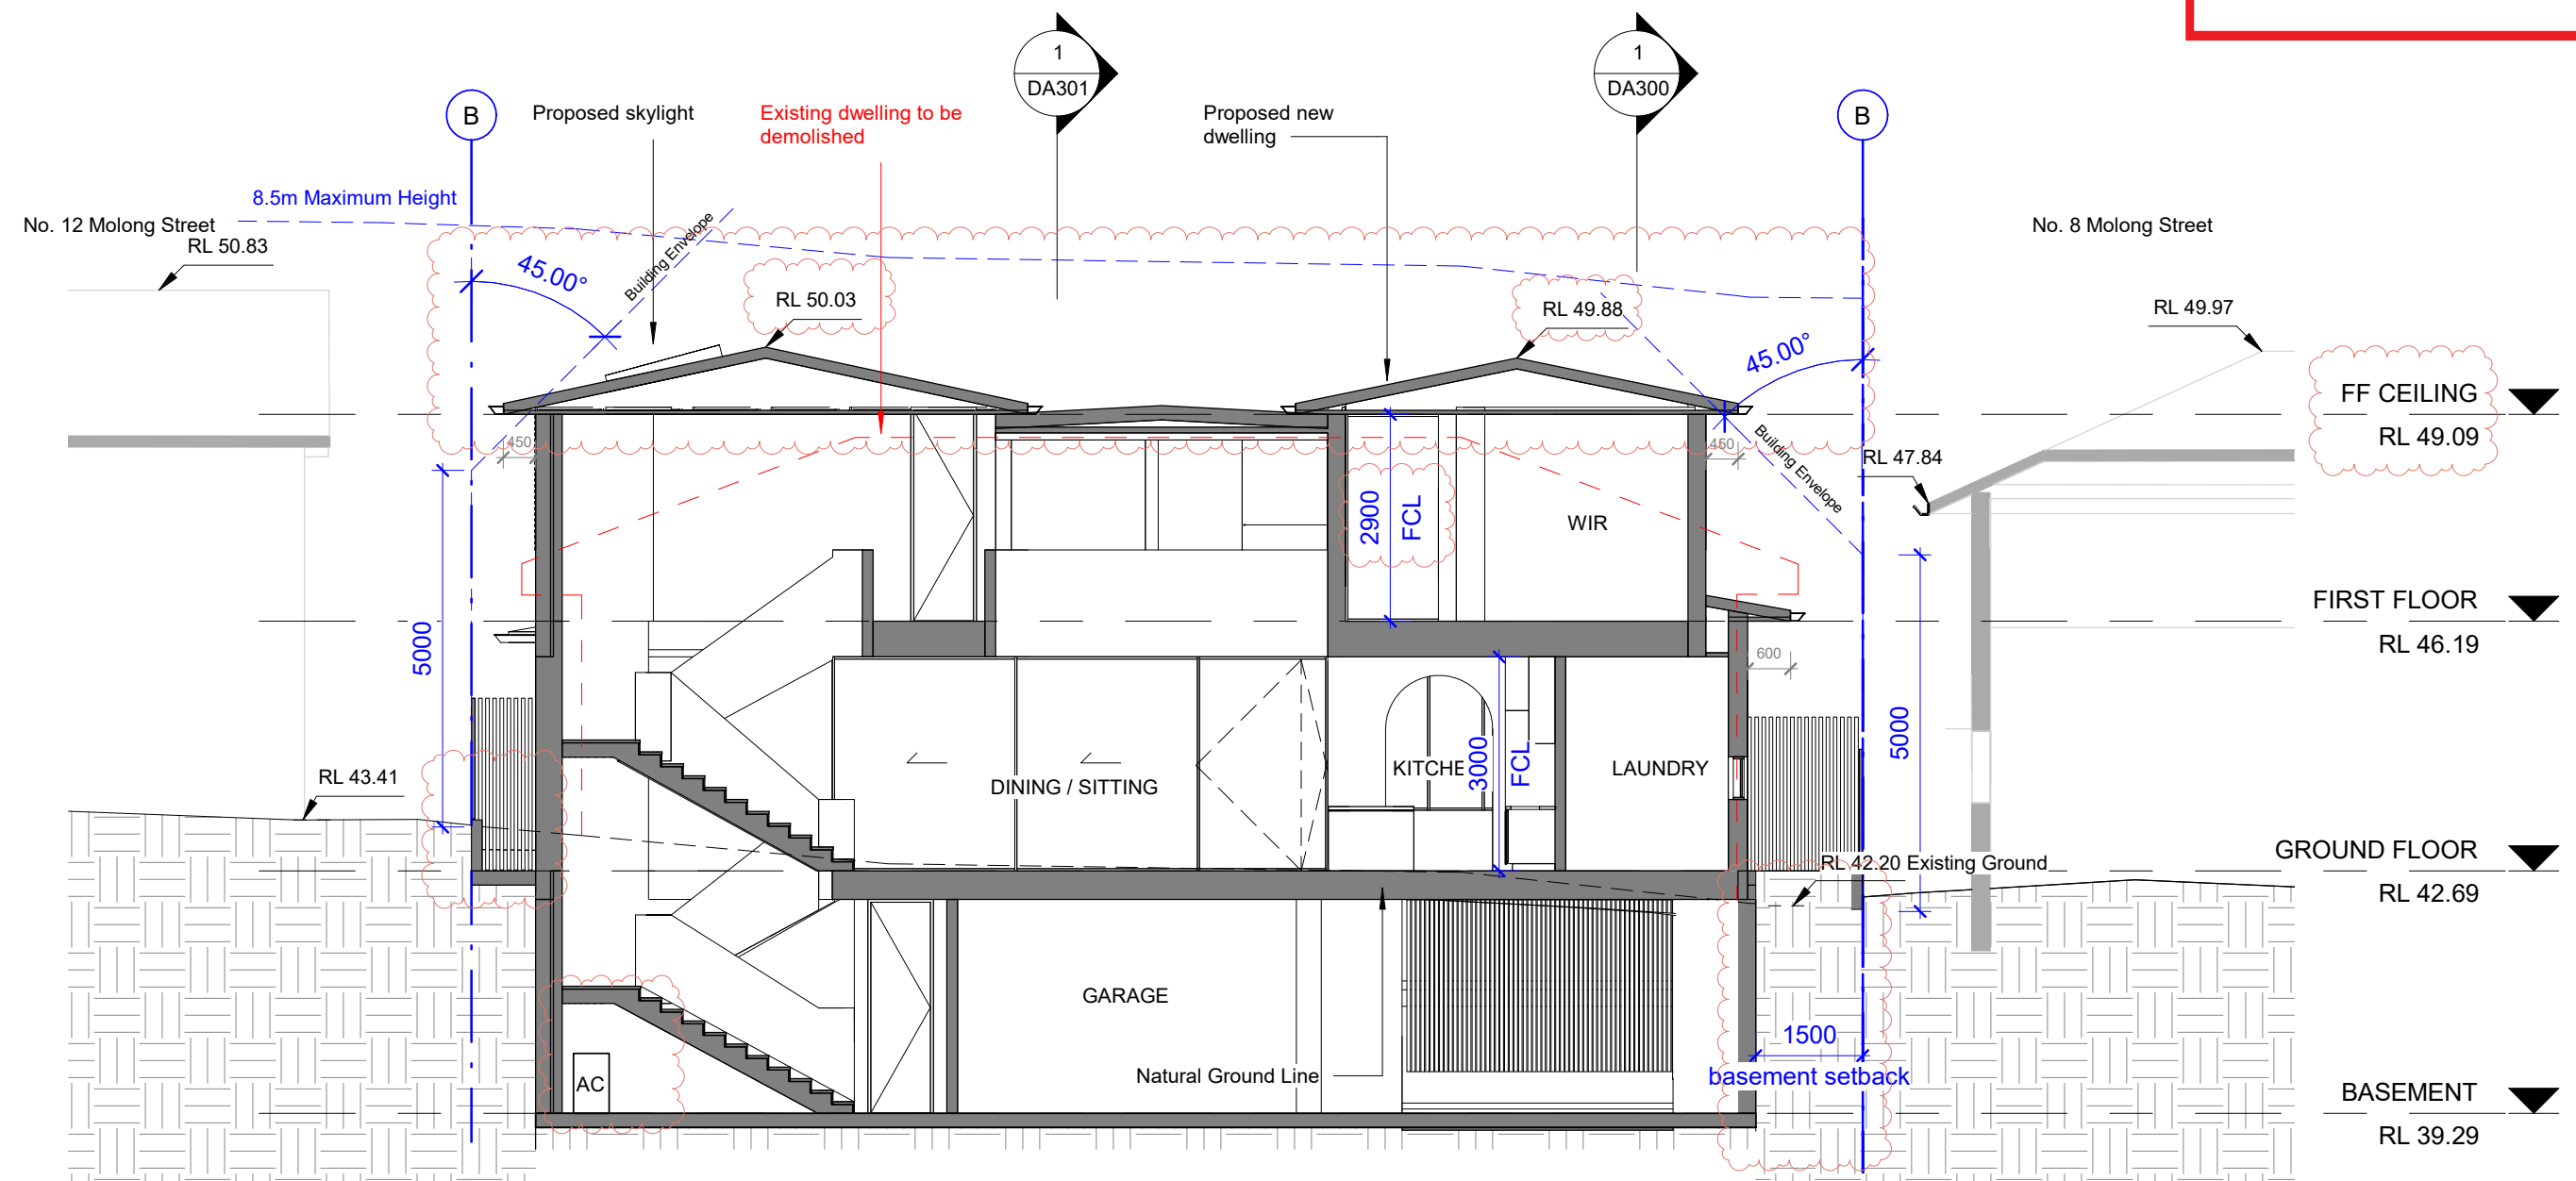 1
DA301
1
DA300
B
Proposed skylight
Existing dwelling to be
demolished
Proposed new
dwelling
B
8.5m Maximum Height
No. 12 Molong Street
RL 50.83
45.00°
Building Envelope
RL 50.03
RL 49.88
45.00°
No. 8 Molong Street
RL 49.97
FF CEILING
RL 49.09
450
450
Building Envelope
RL 47.84
2900
FCL
WIR
5000
FIRST FLOOR
RL 46.19
600
5000
RL 43.41
DINING / SITTING
KITCHE
3000
FCL
LAUNDRY
RL 42.20 Existing Ground
GROUND FLOOR
RL 42.69
GARAGE
1500
basement setback
AC
Natural Ground Line
BASEMENT
RL 39.29